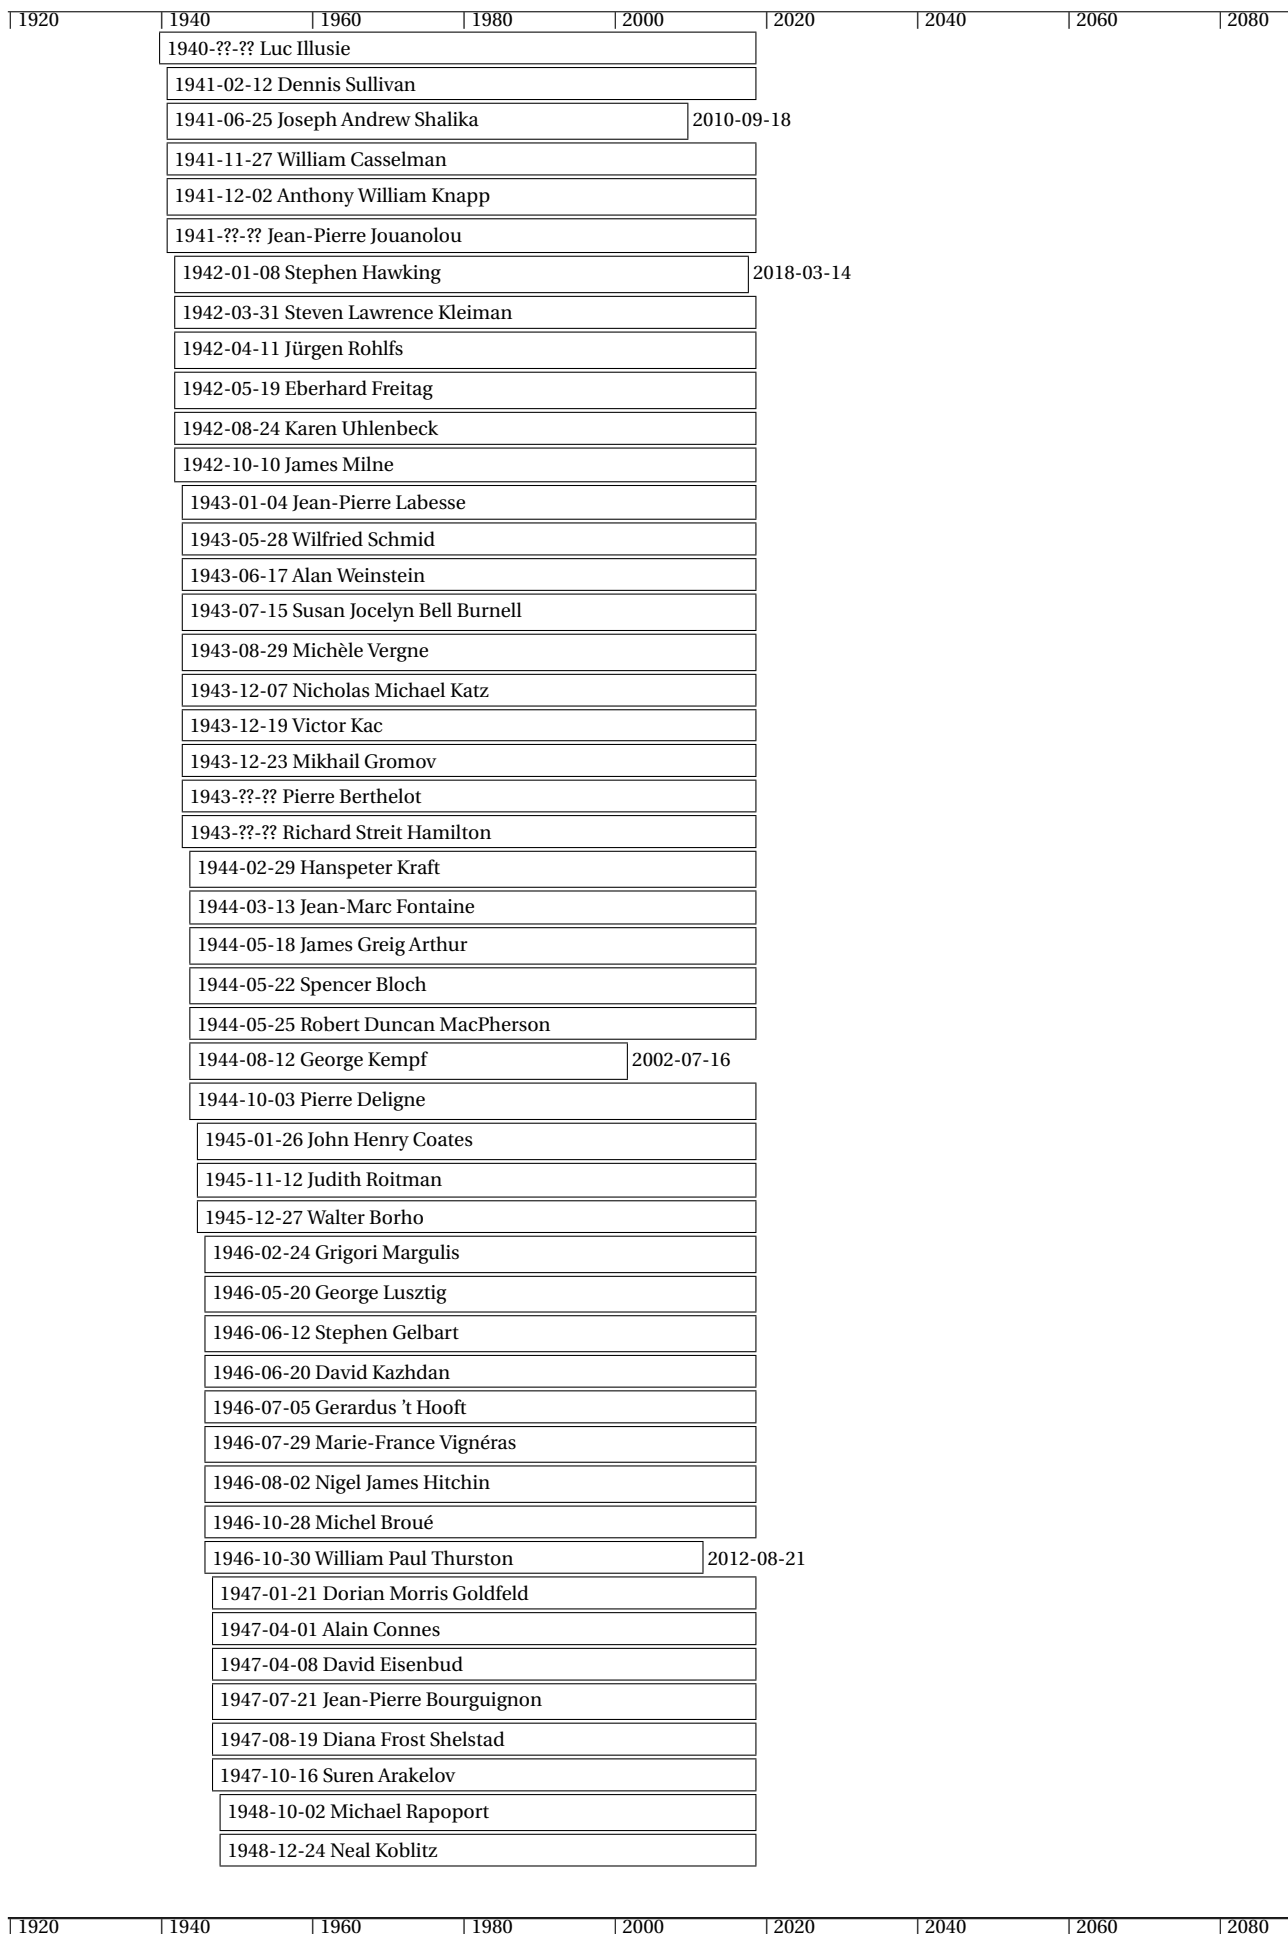 1920 1940 1960 1980 2000 2020 2040 2060 2080
1940-??-?? Luc Illusie
1941-02-12 Dennis Sullivan
1941-06-25 Joseph Andrew Shalika 2010-09-18
1941-11-27 William Casselman
1941-12-02 Anthony William Knapp
1941-??-?? Jean-Pierre Jouanolou
1942-01-08 Stephen Hawking 2018-03-14
1942-03-31 Steven Lawrence Kleiman
1942-04-11 Jürgen Rohlfs
1942-05-19 Eberhard Freitag
1942-08-24 Karen Uhlenbeck
1942-10-10 James Milne
1943-01-04 Jean-Pierre Labesse
1943-05-28 Wilfried Schmid
1943-06-17 Alan Weinstein
1943-07-15 Susan Jocelyn Bell Burnell
1943-08-29 Michèle Vergne
1943-12-07 Nicholas Michael Katz
1943-12-19 Victor Kac
1943-12-23 Mikhail Gromov
1943-??-?? Pierre Berthelot
1943-??-?? Richard Streit Hamilton
1944-02-29 Hanspeter Kraft
1944-03-13 Jean-Marc Fontaine
1944-05-18 James Greig Arthur
1944-05-22 Spencer Bloch
1944-05-25 Robert Duncan MacPherson
1944-08-12 George Kempf 2002-07-16
1944-10-03 Pierre Deligne
1945-01-26 John Henry Coates
1945-11-12 Judith Roitman
1945-12-27 Walter Borho
1946-02-24 Grigori Margulis
1946-05-20 George Lusztig
1946-06-12 Stephen Gelbart
1946-06-20 David Kazhdan
1946-07-05 Gerardus ’t Hooft
1946-07-29 Marie-France Vignéras
1946-08-02 Nigel James Hitchin
1946-10-28 Michel Broué
1946-10-30 William Paul Thurston 2012-08-21
1947-01-21 Dorian Morris Goldfeld
1947-04-01 Alain Connes
1947-04-08 David Eisenbud
1947-07-21 Jean-Pierre Bourguignon
1947-08-19 Diana Frost Shelstad
1947-10-16 Suren Arakelov
1948-10-02 Michael Rapoport
1948-12-24 Neal Koblitz
1920 1940 1960 1980 2000 2020 2040 2060 2080